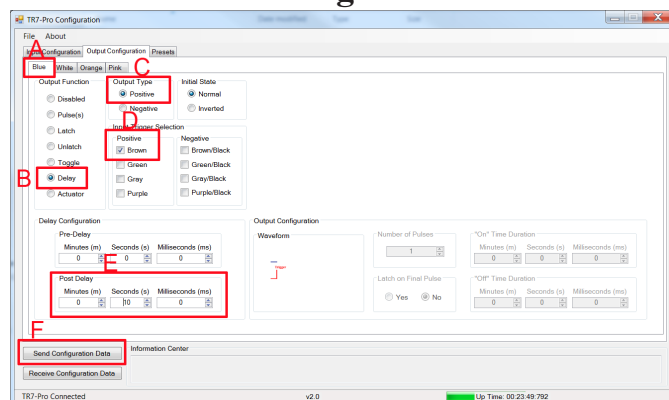 TR7-Pro Configuration
File About
A
Input Configuration Output Configuration Presets
Blue White Orange Pink
C
Output Function
Output Type
Initial State
Disabled
Positive
Normal
Pulse(s)
Negative
Inverted
D
Latch
Input Trigger Selection
Unlatch
Positive
Negative
Brown
Brown/Black
Toggle
Green
Green/Black
B
Delay
Gray
Gray/Black
Actuator
Purple
Purple/Black
Delay Configuration
Output Configuration
Pre-Delay
Minutes (m) Seconds (s) Milliseconds (ms)
0 0 0
E
Post Delay
Minutes (m) Seconds (s) Milliseconds (ms)
0 10 0
Waveform
Number of Pulses
1
"On" Time Duration
Minutes (m) Seconds (s) Milliseconds (ms)
0 0 0
Latch on Final Pulse
Yes No
"Off" Time Duration
Minutes (m) Seconds (s) Milliseconds (ms)
0 0 0
F
Send Configuration Data
Information Center
Receive Configuration Data
TR7-Pro Connected v2.0 Up Time: 00:23:49:792